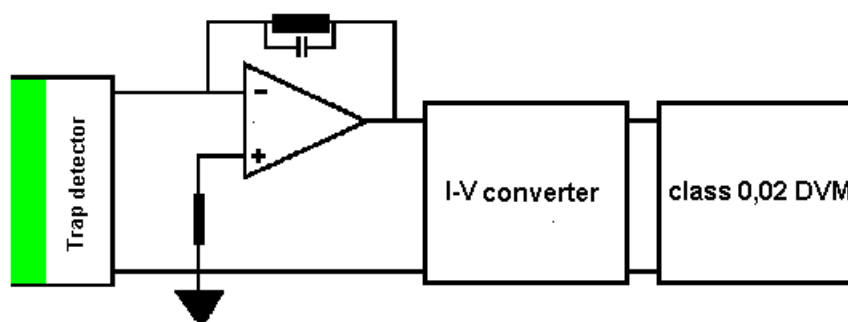 Trap detector
-
+
I-V converter
class 0,02 DVM